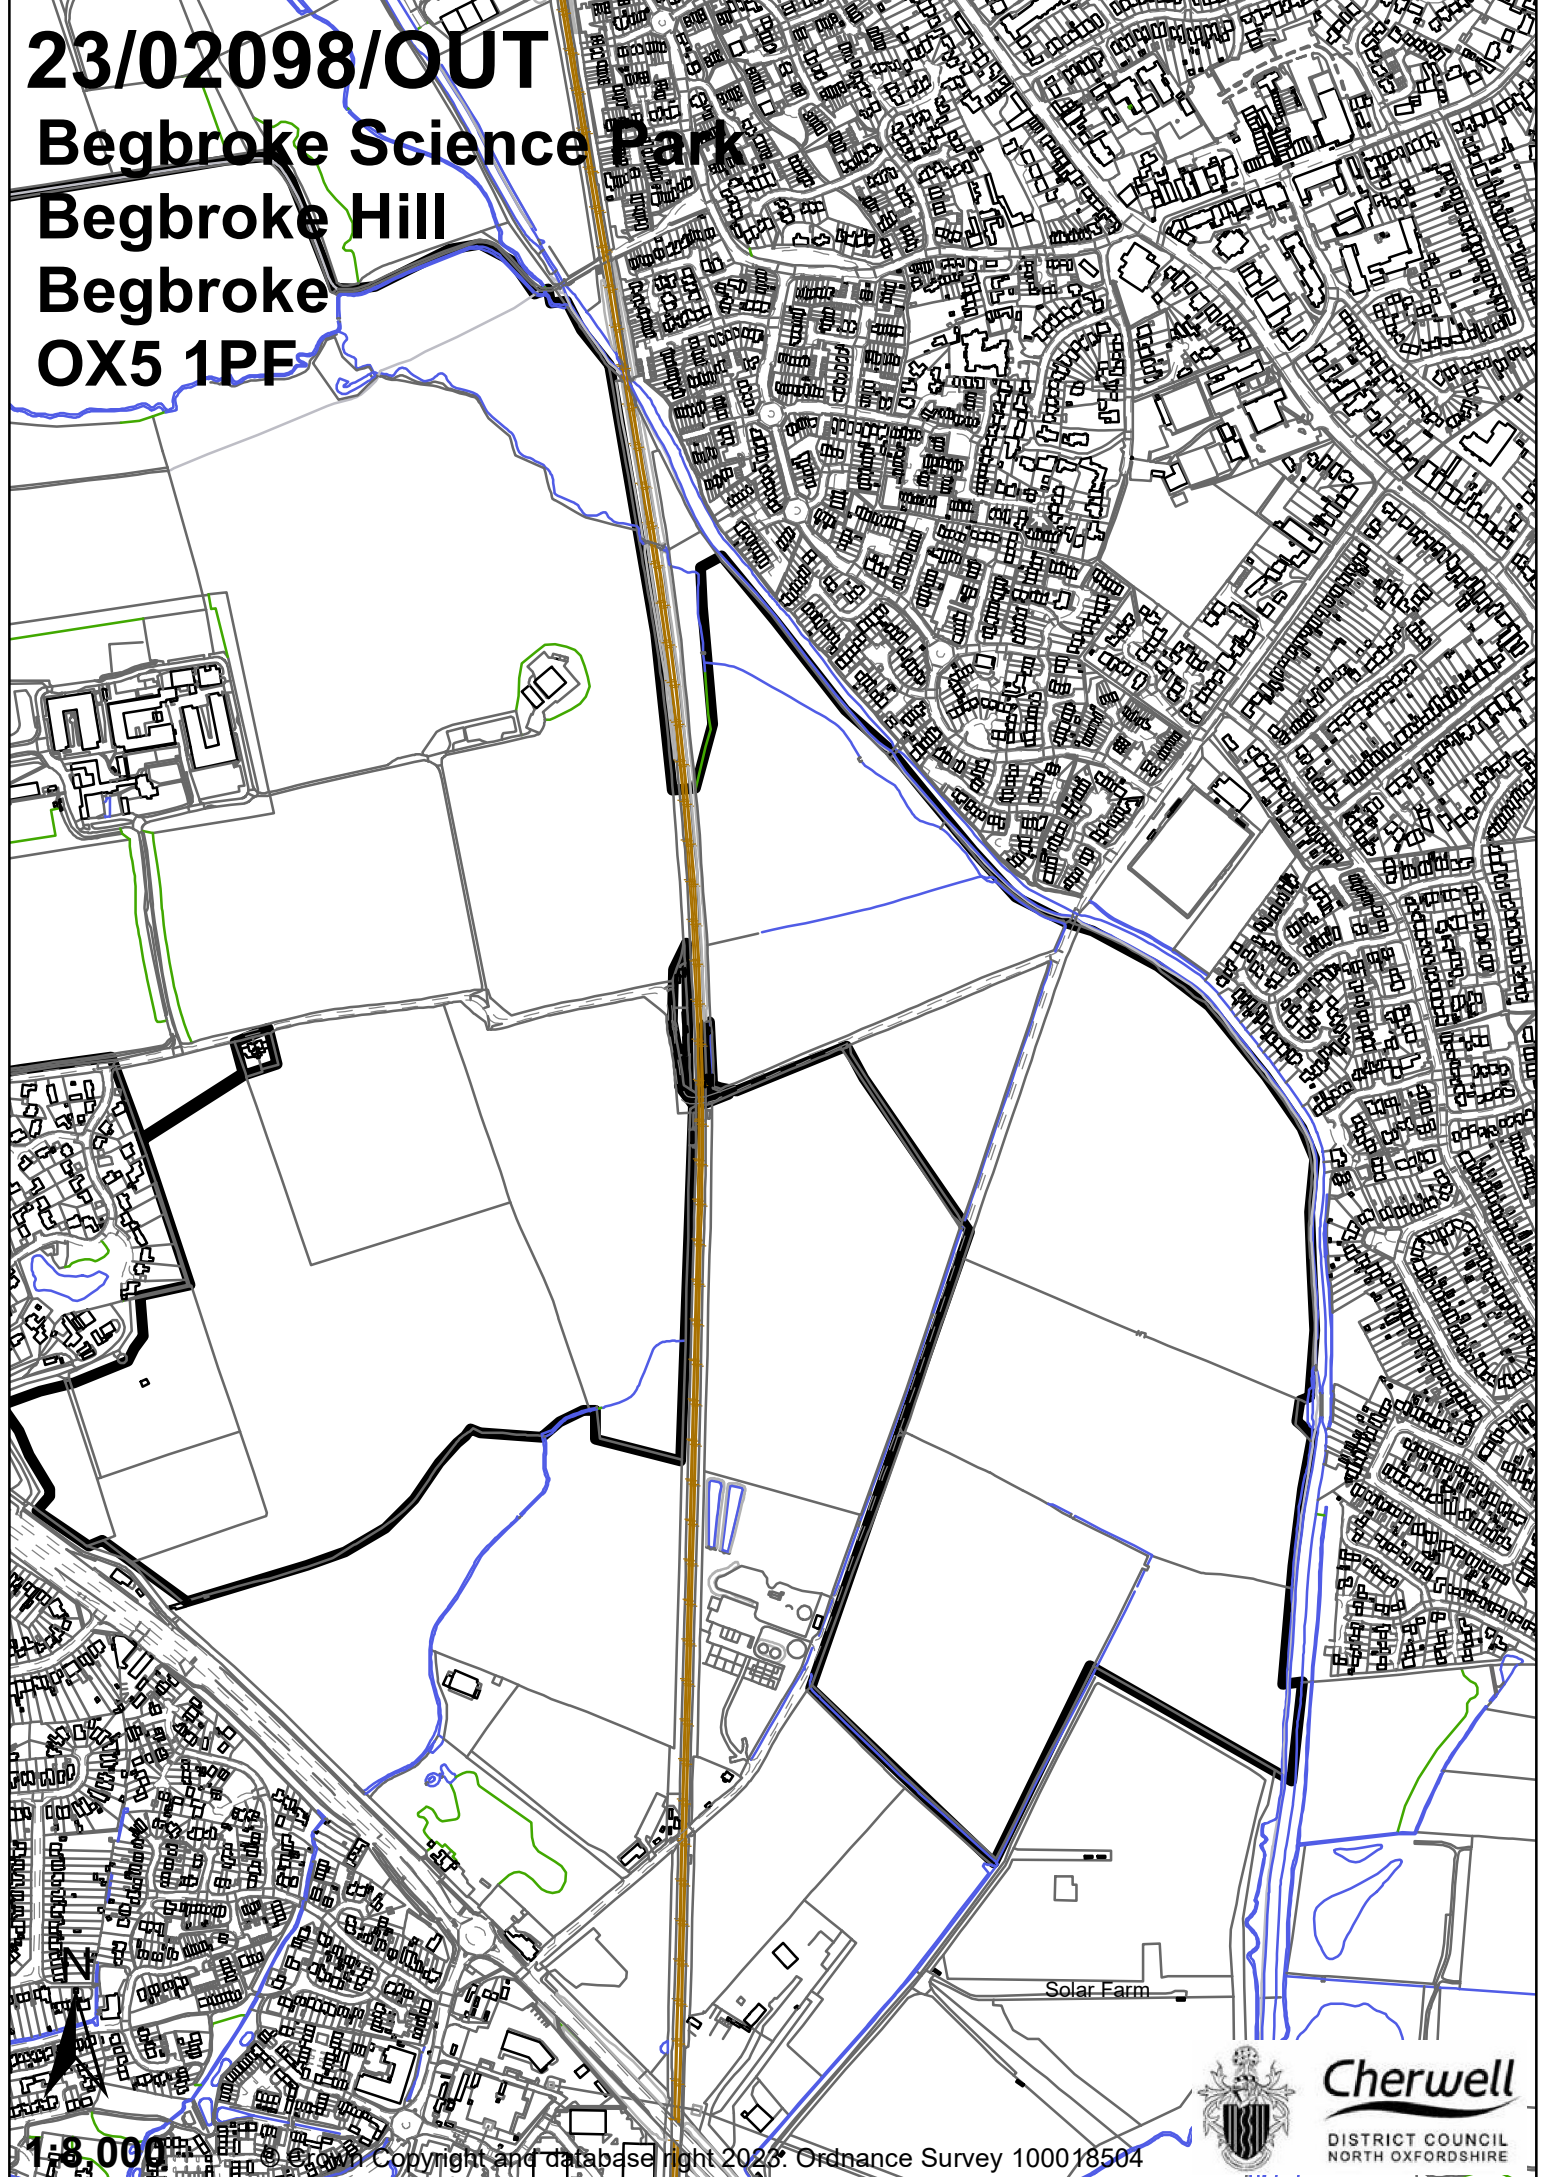 23/02098/OUT
Begbroke Science Park
Begbroke Hill
Begbroke
OX5 1PF
Solar Farm
N
Cherwell
DISTRICT COUNCIL
NORTH OXFORDSHIRE
1:8,000
© Crown Copyright and database right 2023. Ordnance Survey 100018504